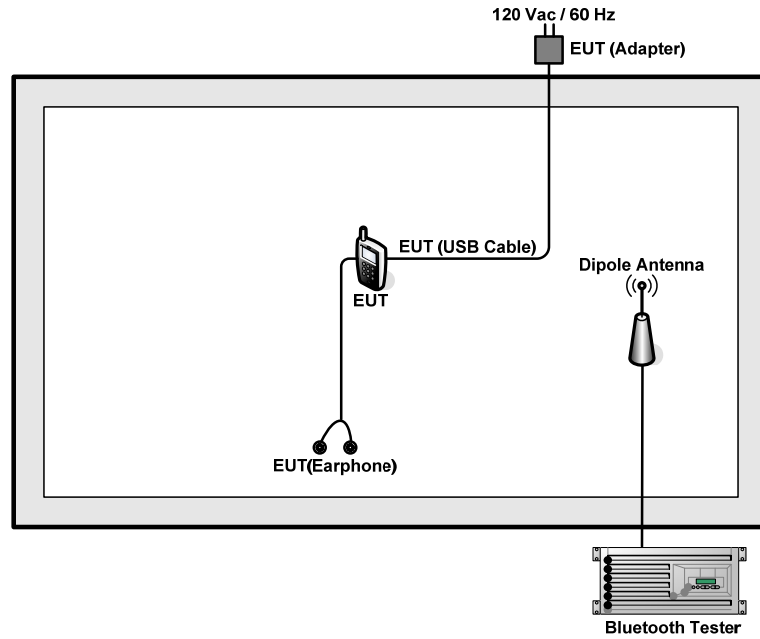 120 Vac / 60 Hz
EUT (Adapter)
EUT (USB Cable)
EUT
Dipole Antenna
EUT(Earphone)
Bluetooth Tester